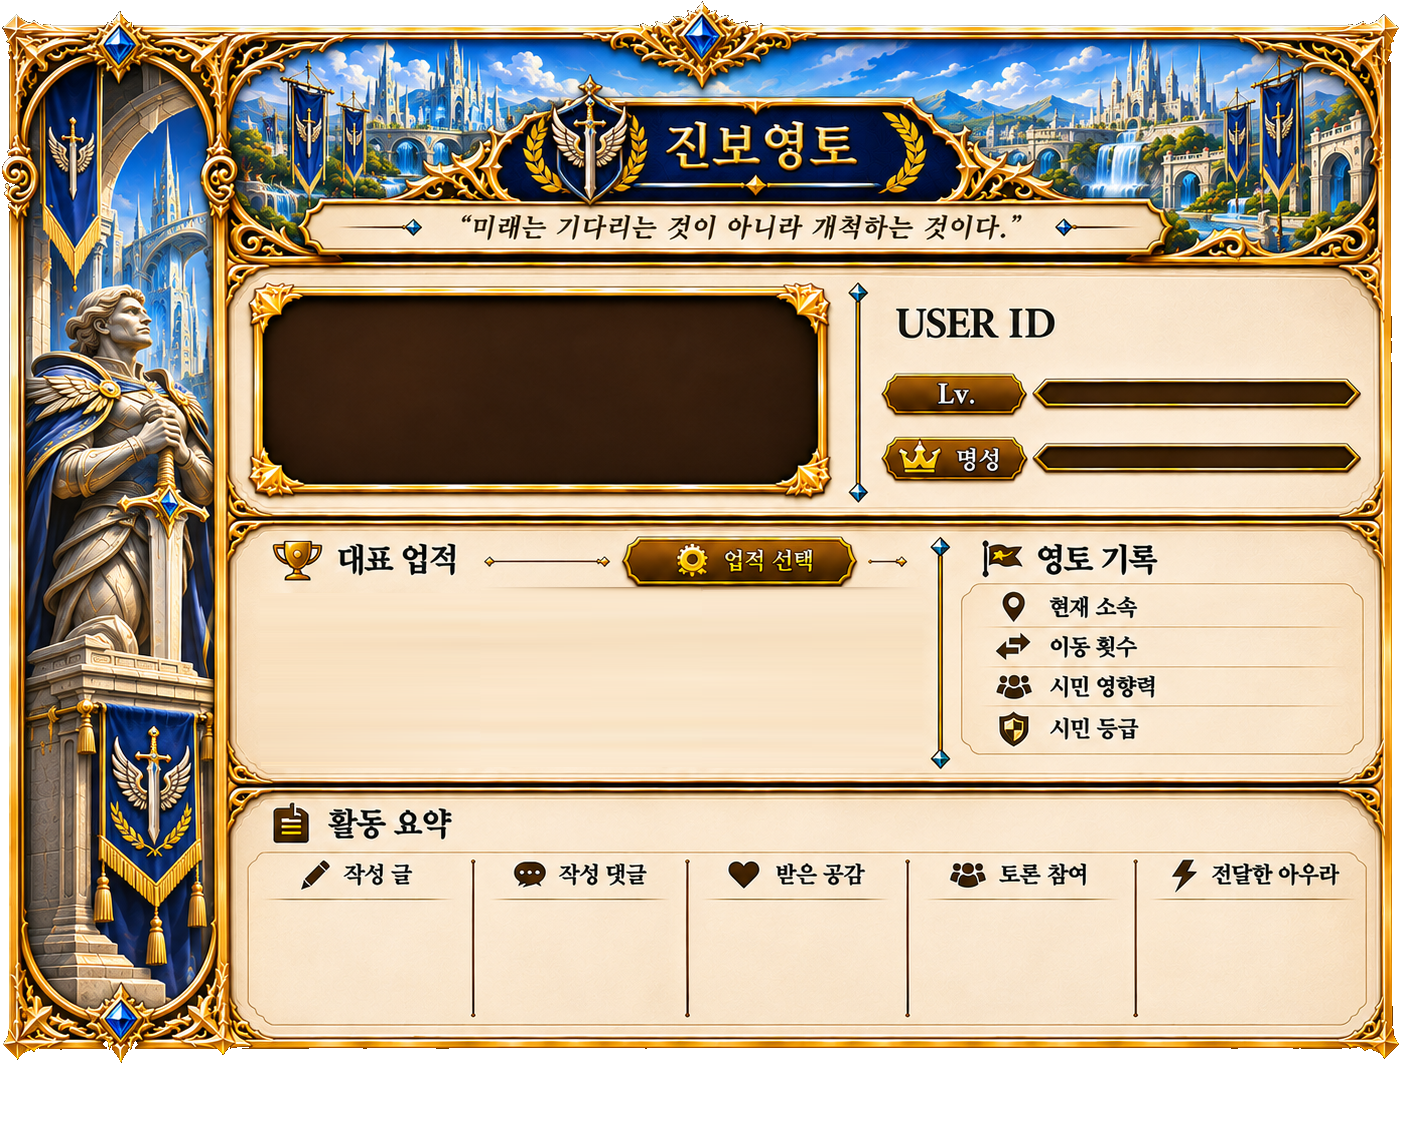 진보영토
“미래는 기다리는 것이 아니라 개척하는 것이다.”
USER ID
Lv.
명성
대표 업적
업적 선택
영토 기록
현재 소속
이동 횟수
시민 영향력
시민 등급
활동 요약
작성 글
작성 댓글
받은 공감
토론 참여
전달한 아우라